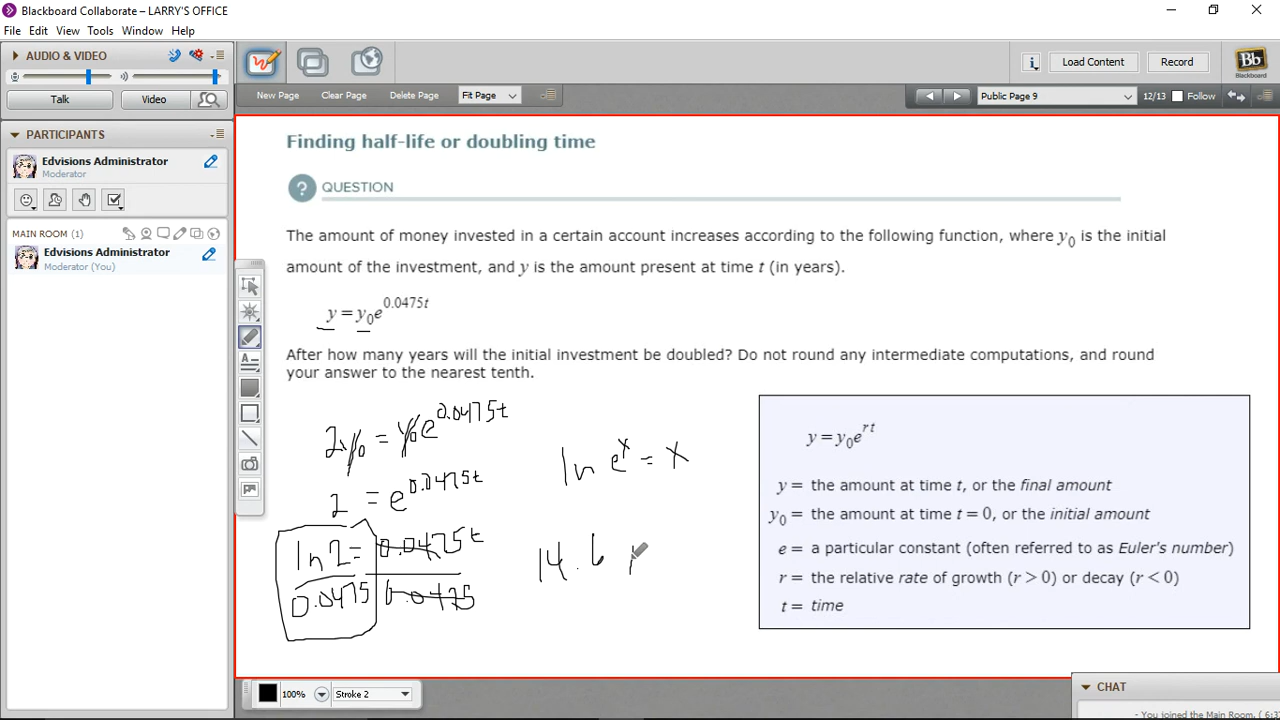 Blackboard Collaborate — LARRY'S OFFICE
File Edit View Tools Window Help
AUDIO & VIDEO
Talk Video
PARTICIPANTS
Edvisions Administrator
Moderator
MAIN ROOM (1)
Edvisions Administrator
Moderator (You)
i Load Content Record Bb
Blackboard
New Page Clear Page Delete Page Fit Page Public Page 9 12/13 Follow
Finding half-life or doubling time
? QUESTION
The amount of money invested in a certain account increases according to the following function, where y₀ is the initial
amount of the investment, and y is the amount present at time t (in years).
y = y₀e^0.0475t
After how many years will the initial investment be doubled? Do not round any intermediate computations, and round
your answer to the nearest tenth.
2y₀ = y₀e^0.0475t
2 = e^0.0475t
ln 2 = 0.0475t
0.0475 0.0475
ln e^x = x
14.6
y = y₀e^rt
y = the amount at time t, or the final amount
y₀ = the amount at time t = 0, or the initial amount
e = a particular constant (often referred to as Euler's number)
r = the relative rate of growth (r > 0) or decay (r < 0)
t = time
100% Stroke 2
CHAT
- You joined the Main Room. ( 6:3